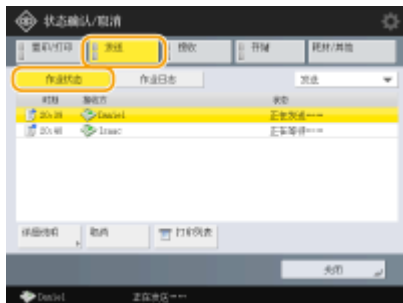 状态确认/取消
复印/打印 发送 接收 存储 耗材/其他
作业状态 作业日志 发送
时间 接收方 状态
20:39 Daniel 正在发送……
20:40 Isaac 正在等待……
详细说明 取消 打印列表
关闭
Daniel 正在发送……